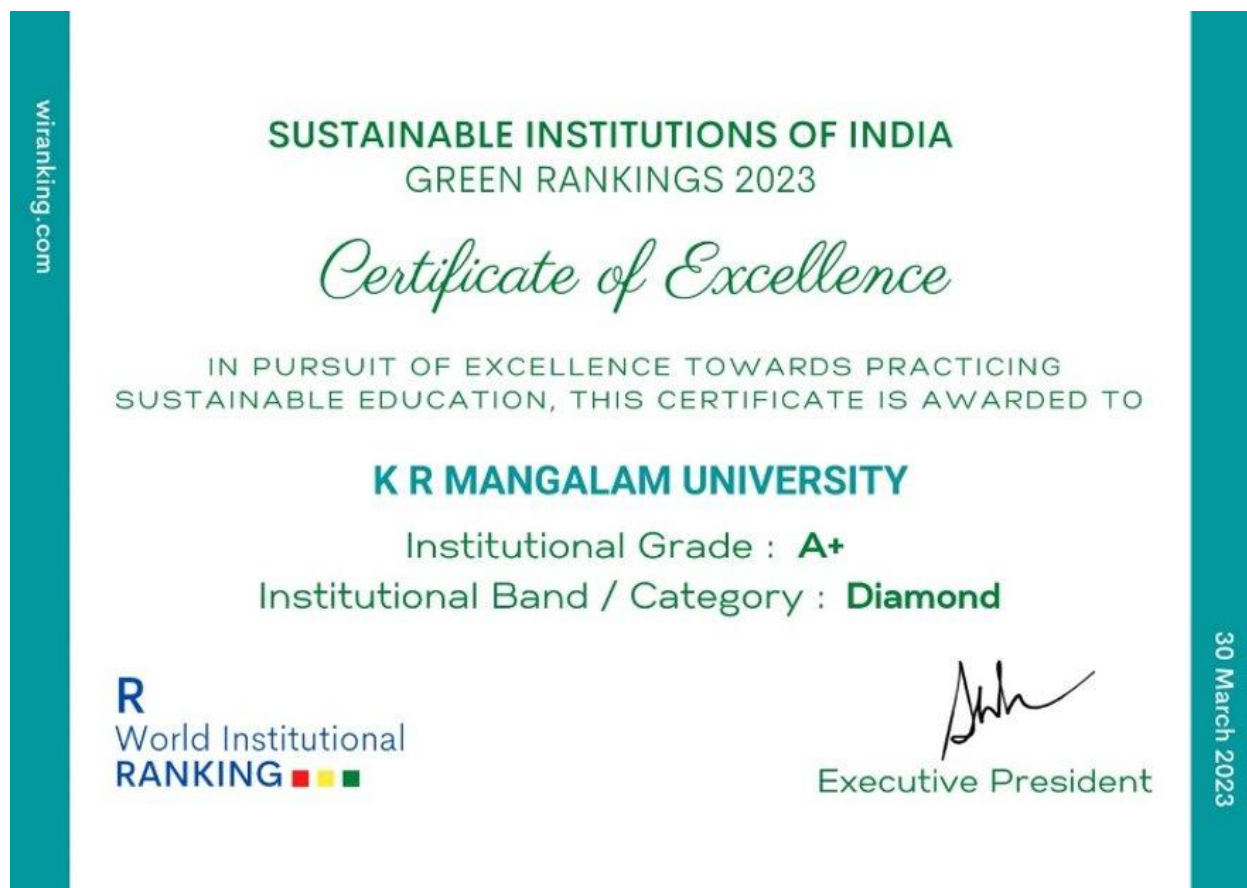 wiranking.com
SUSTAINABLE INSTITUTIONS OF INDIA
GREEN RANKINGS 2023
Certificate of Excellence
IN PURSUIT OF EXCELLENCE TOWARDS PRACTICING
SUSTAINABLE EDUCATION, THIS CERTIFICATE IS AWARDED TO
K R MANGALAM UNIVERSITY
Institutional Grade : A+
Institutional Band / Category : Diamond
R
World Institutional
RANKING
Executive President
30 March 2023